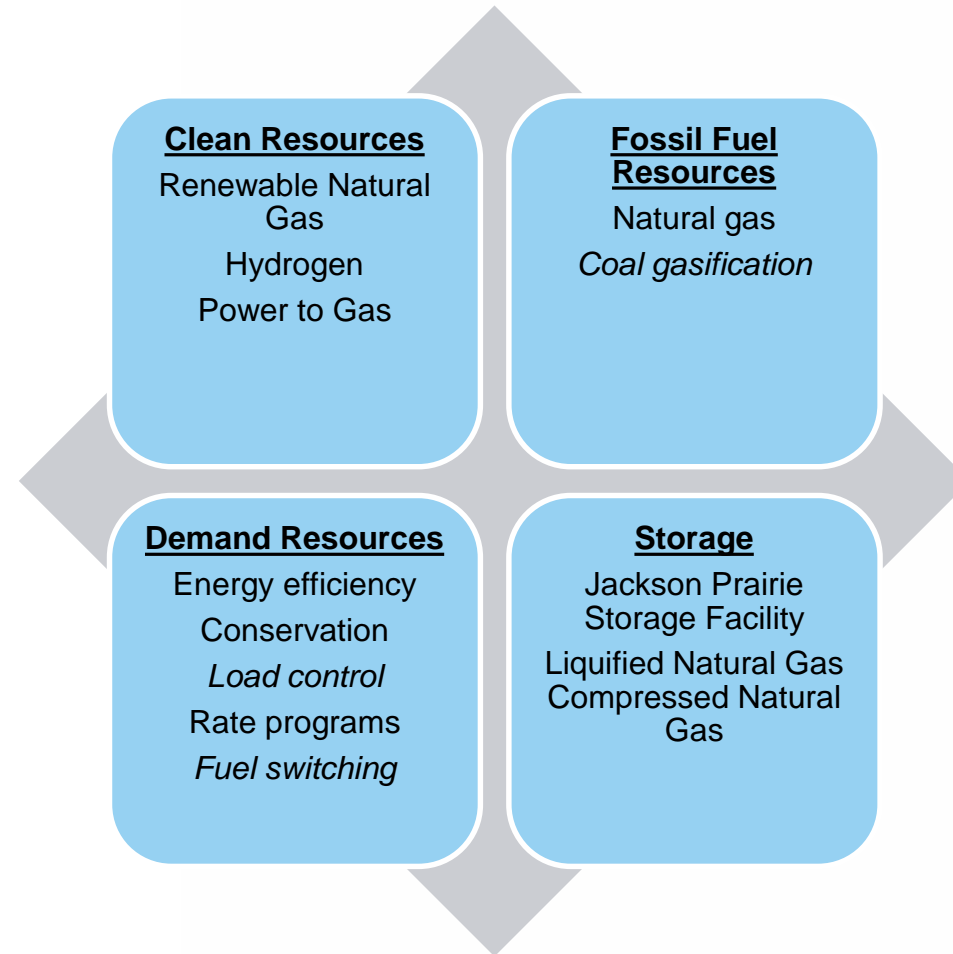 Clean Resources
Renewable Natural
Gas
Hydrogen
Power to Gas
Fossil Fuel
Resources
Natural gas
Coal gasification
Demand Resources
Energy efficiency
Conservation
Load control
Rate programs
Fuel switching
Storage
Jackson Prairie
Storage Facility
Liquified Natural Gas
Compressed Natural
Gas